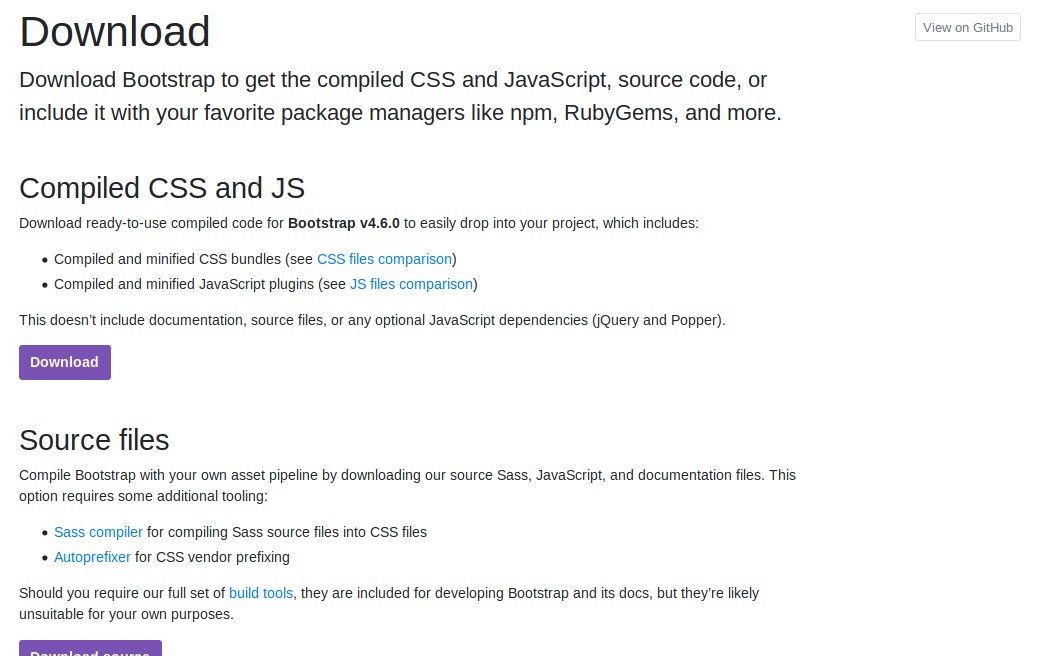 Download
View on GitHub
Download Bootstrap to get the compiled CSS and JavaScript, source code, or
include it with your favorite package managers like npm, RubyGems, and more.
Compiled CSS and JS
Download ready-to-use compiled code for Bootstrap v4.6.0 to easily drop into your project, which includes:
Compiled and minified CSS bundles (see CSS files comparison)
Compiled and minified JavaScript plugins (see JS files comparison)
This doesn’t include documentation, source files, or any optional JavaScript dependencies (jQuery and Popper).
Download
Source files
Compile Bootstrap with your own asset pipeline by downloading our source Sass, JavaScript, and documentation files. This
option requires some additional tooling:
Sass compiler for compiling Sass source files into CSS files
Autoprefixer for CSS vendor prefixing
Should you require our full set of build tools, they are included for developing Bootstrap and its docs, but they’re likely
unsuitable for your own purposes.
Download source